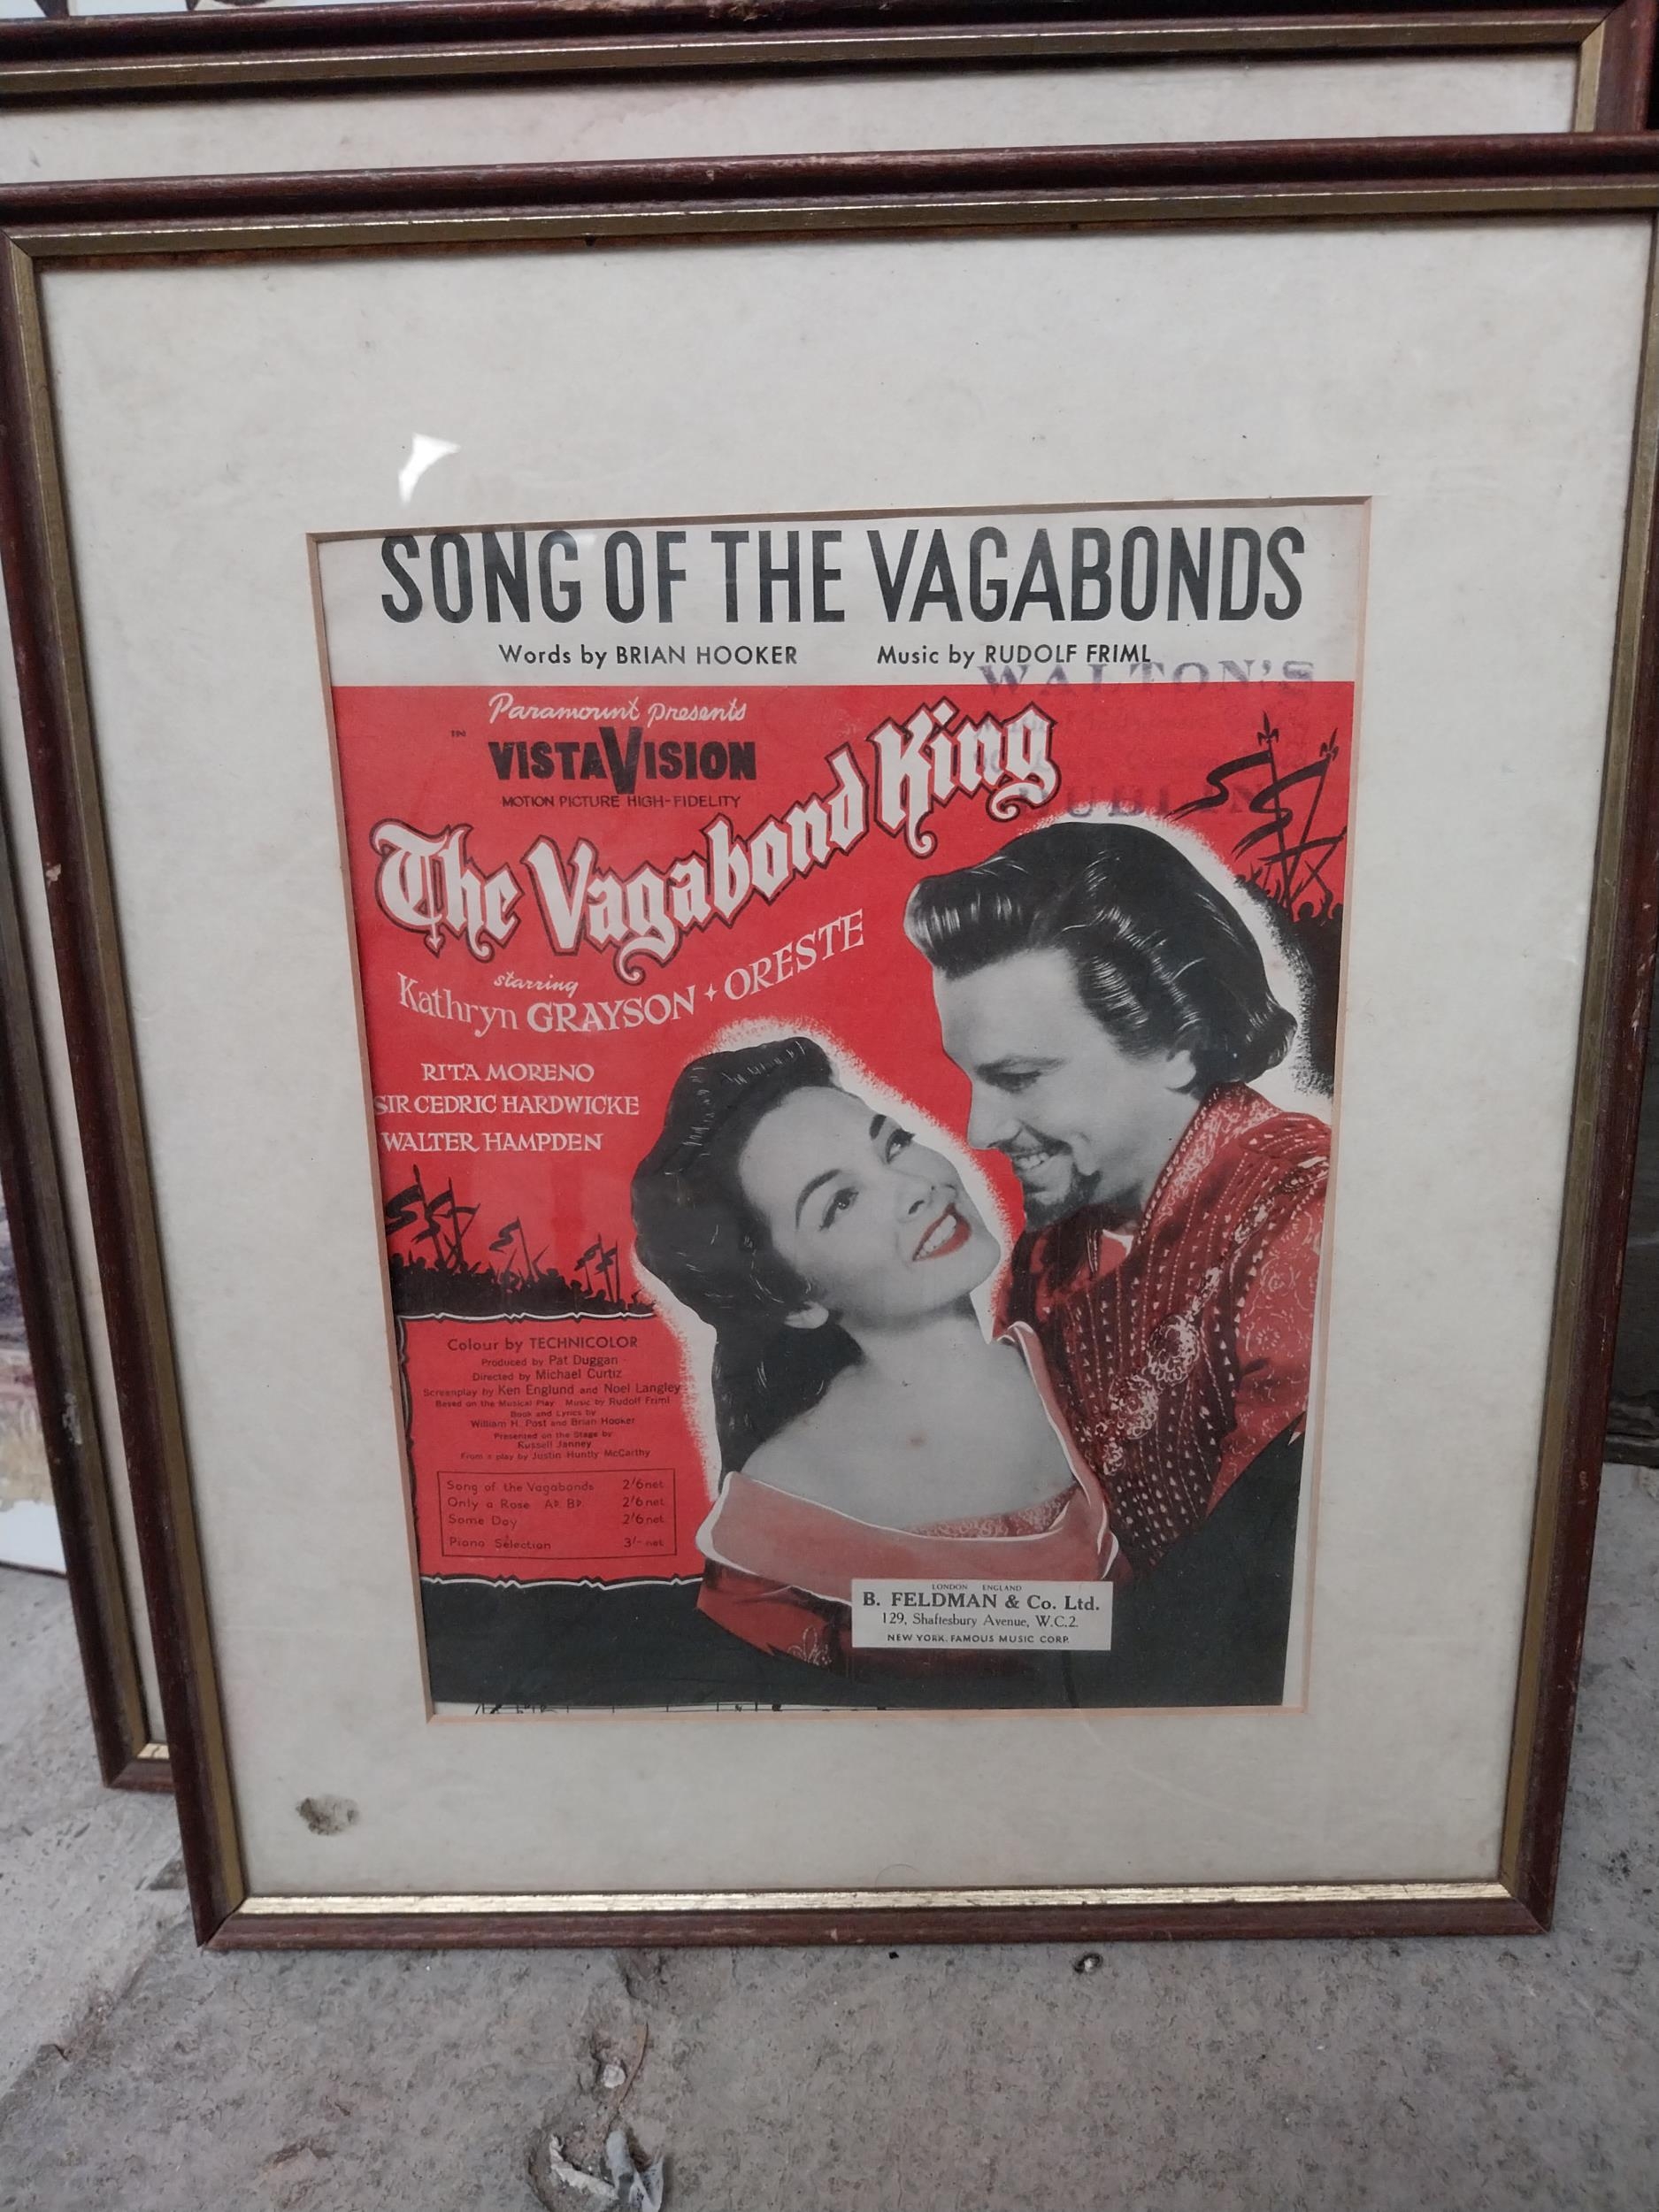 SONG OF THE VAGABONDS
Words by BRIAN HOOKER Music by RUDOLF FRIML
WALTON'S
DUBLIN
Paramount presents
IN
VISTAVISION
MOTION PICTURE HIGH-FIDELITY
The Vagabond King
starring
Kathryn GRAYSON + ORESTE
RITA MORENO
SIR CEDRIC HARDWICKE
WALTER HAMPDEN
Colour by TECHNICOLOR
Produced by Pat Duggan
Directed by Michael Curtiz
Screenplay by Ken Englund and Noel Langley
Based on the Musical Play Music by Rudolf Friml
Book and Lyrics by
William H. Post and Brian Hooker
Presented on the Stage by
Russell Janney
From a play by Justin Huntly McCarthy
Song of the Vagabonds 2/6 net
Only a Rose Ab. Bb. 2/6 net
Some Day 2/6 net
Piano Selection 3/- net
LONDON ENGLAND
B. FELDMAN & Co. Ltd.
129, Shaftesbury Avenue, W.C.2.
NEW YORK. FAMOUS MUSIC CORP.